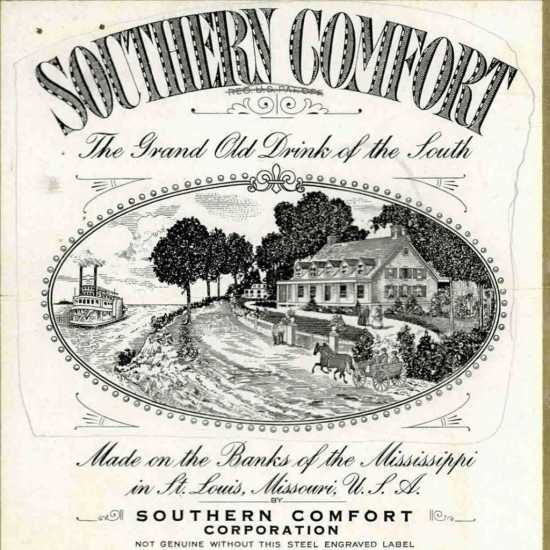 SOUTHERN COMFORT
REG. U.S. PAT. OFF.
The Grand Old Drink of the South
Made on the Banks of the Mississippi
in St. Louis, Missouri, U. S. A.
BY
SOUTHERN COMFORT
CORPORATION
NOT GENUINE WITHOUT THIS STEEL ENGRAVED LABEL